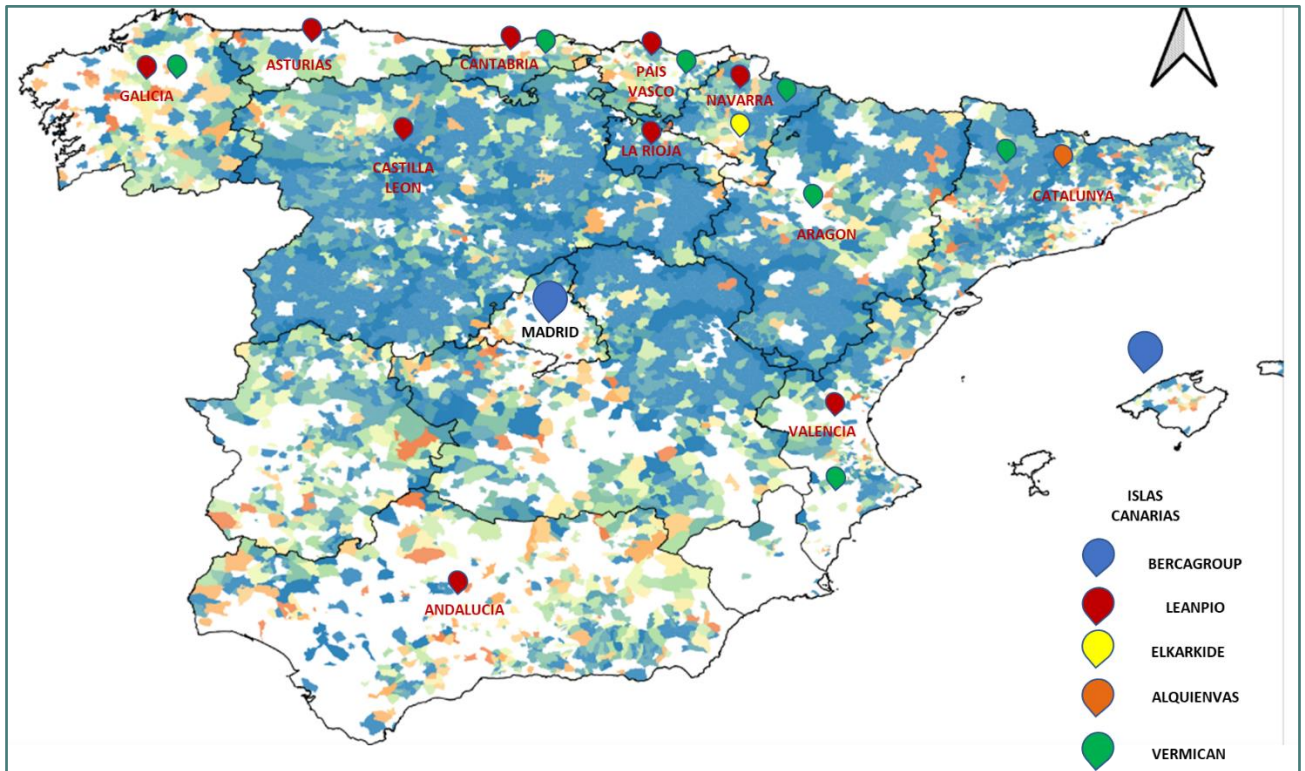 ASTURIAS
CANTABRIA
PAIS
VASCO
GALICIA
NAVARRA
LA RIOJA
CASTILLA
LEON
CATALUNYA
ARAGON
MADRID
VALENCIA
ISLAS
CANARIAS
BERCAGROUP
ANDALUCIA
LEANPIO
ELKARKIDE
ALQUIENVAS
VERMICAN